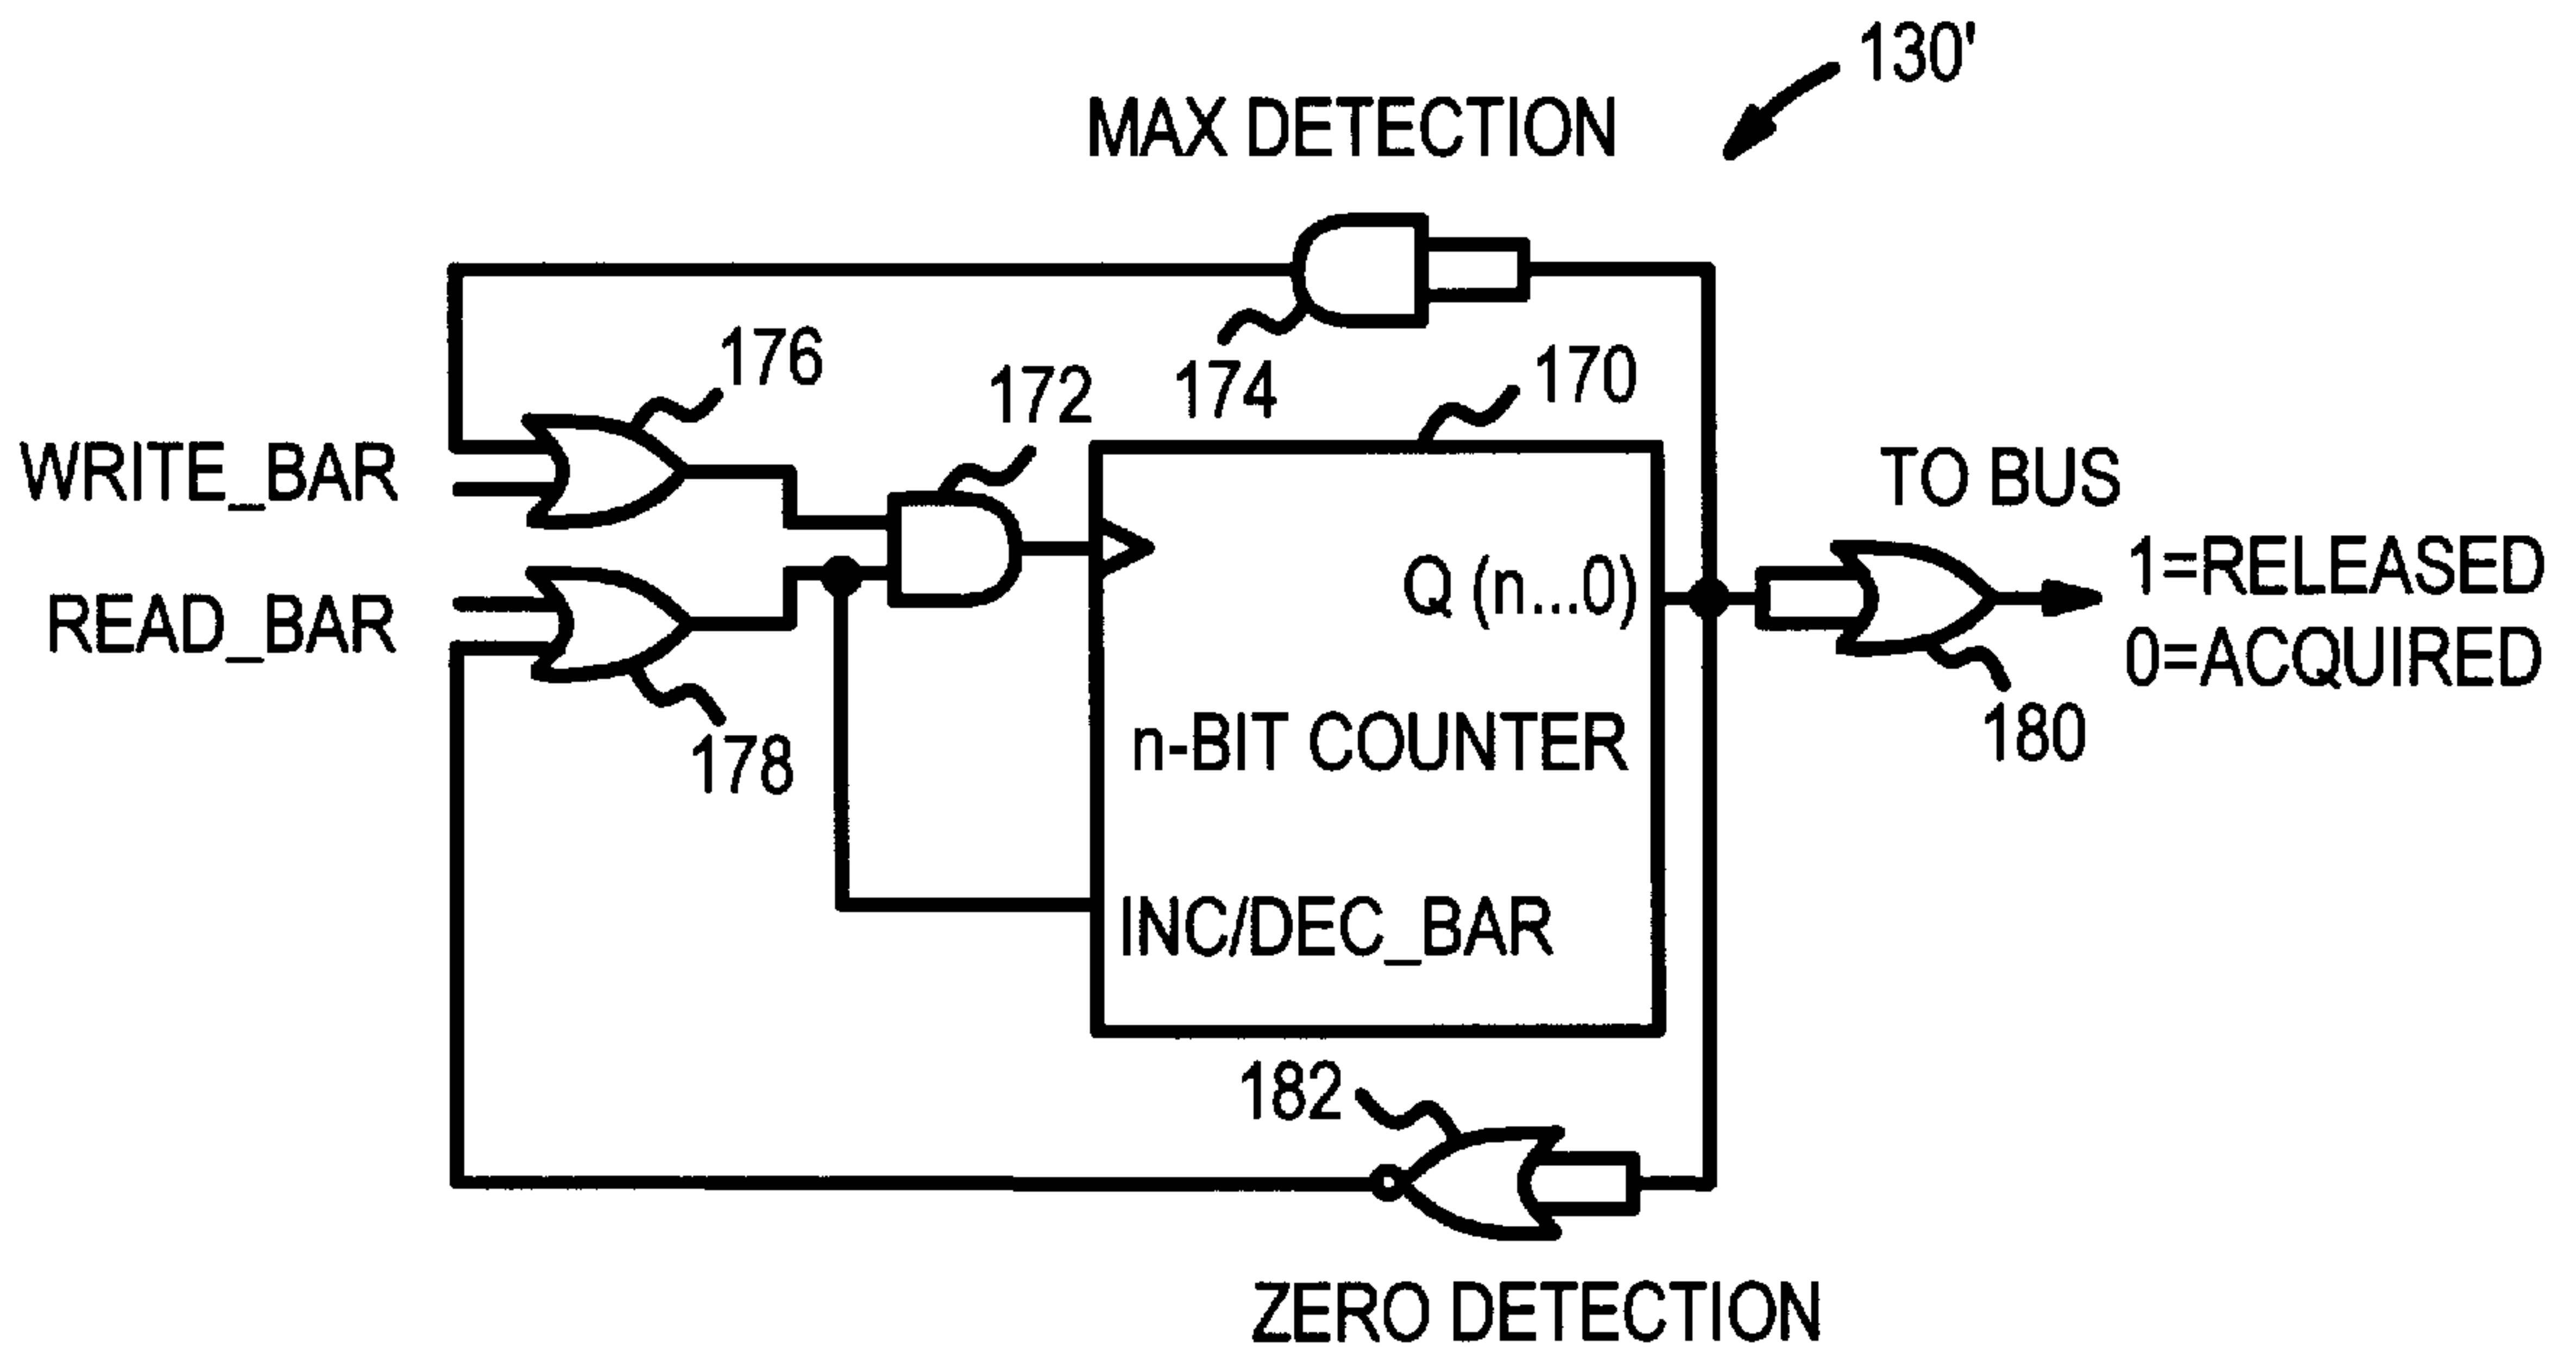 130'
MAX DETECTION
176
172
174
170
WRITE_BAR
TO BUS
1=RELEASED
Q (n...0)
READ_BAR
0=ACQUIRED
178
180
n-BIT COUNTER
INC/DEC_BAR
182
ZERO DETECTION